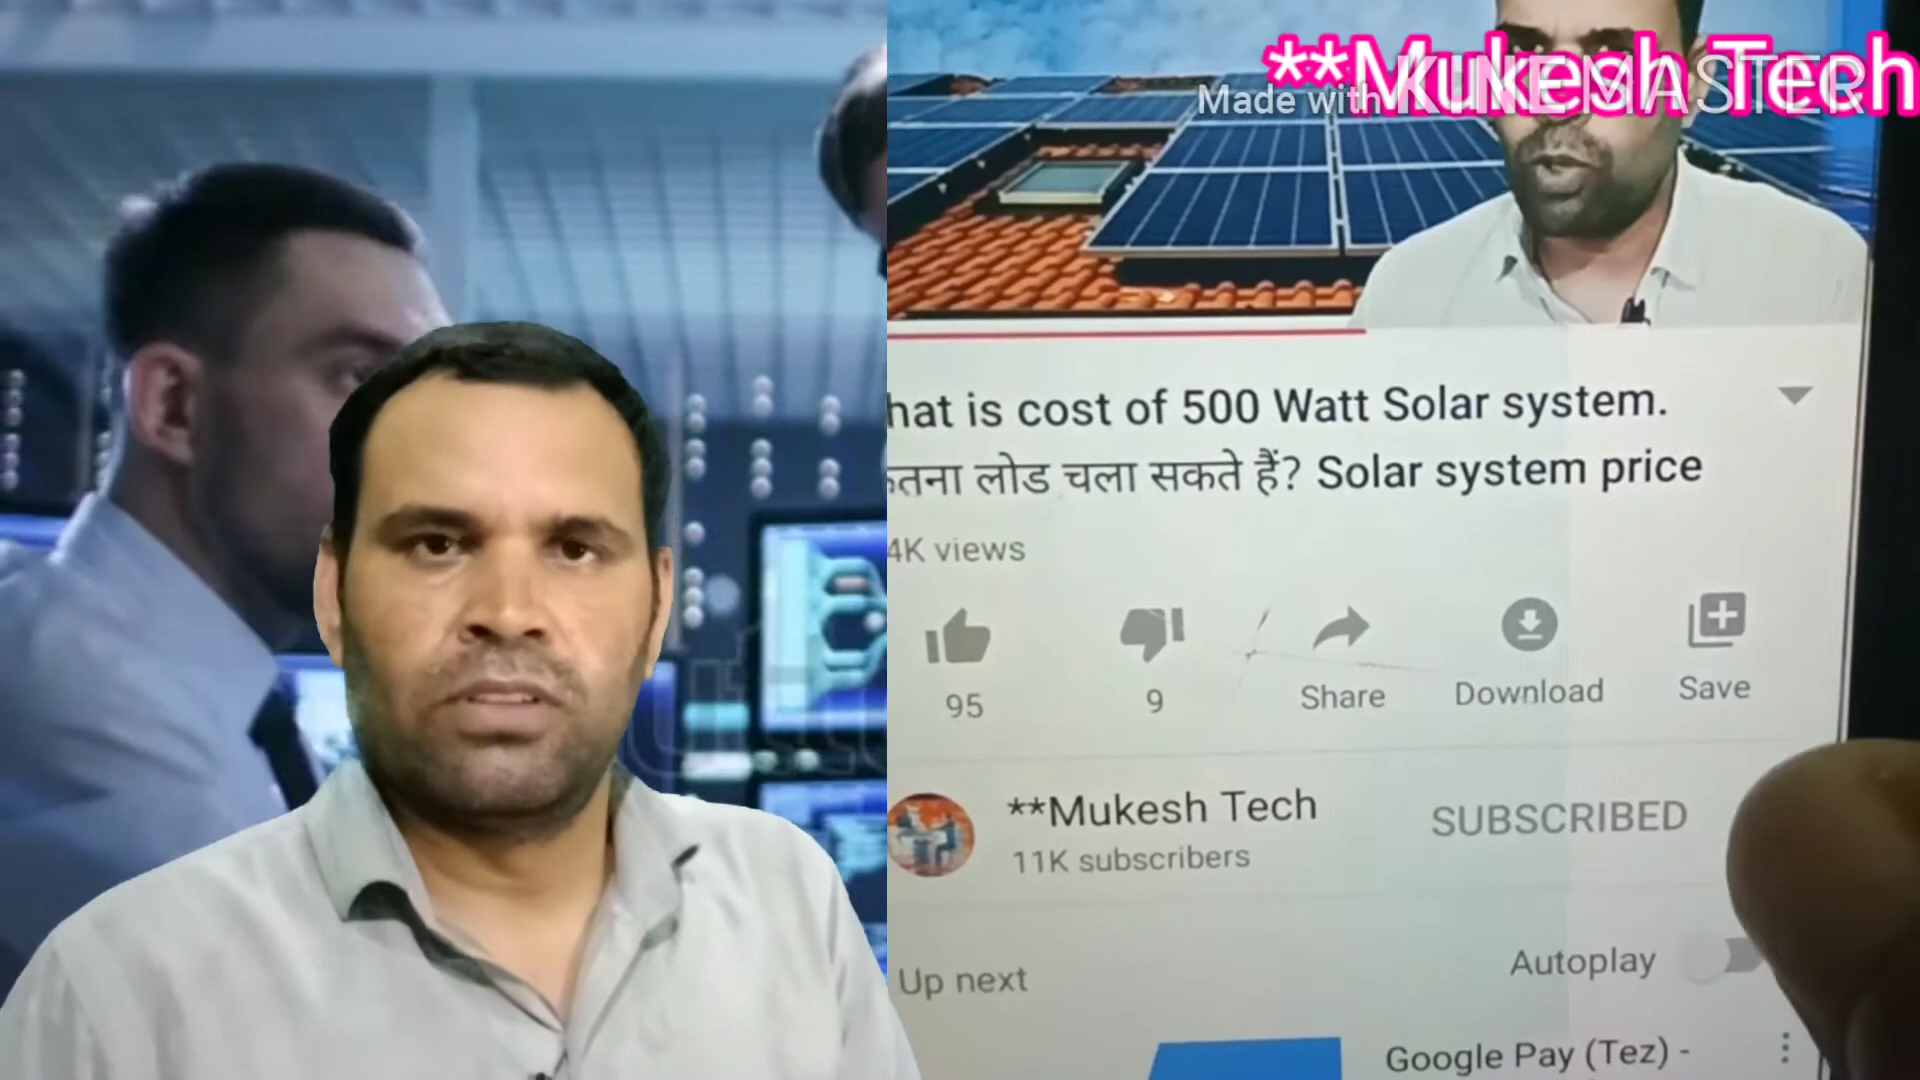 **Mukesh Tech
Made with KINEMASTER
hat is cost of 500 Watt Solar system.
तना लोड चला सकते हैं? Solar system price
4K views
95
9
Share
Download
Save
**Mukesh Tech
SUBSCRIBED
11K subscribers
Autoplay
Up next
Google Pay (Tez) -